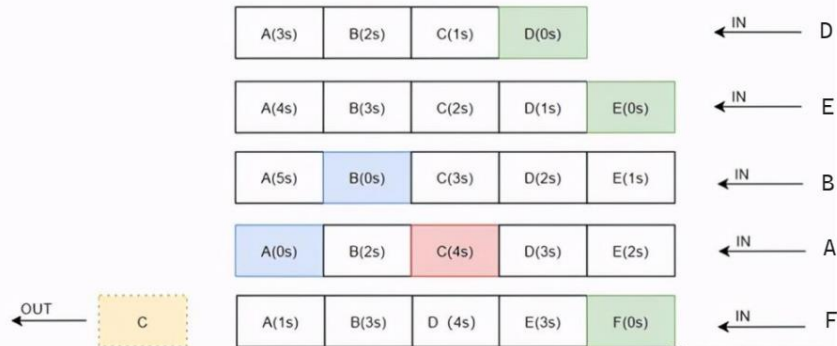 A(3s) B(2s) C(1s) D(0s) IN D
A(4s) B(3s) C(2s) D(1s) E(0s) IN E
A(5s) B(0s) C(3s) D(2s) E(1s) IN B
A(0s) B(2s) C(4s) D(3s) E(2s) IN A
OUT C A(1s) B(3s) D (4s) E(3s) F(0s) IN F